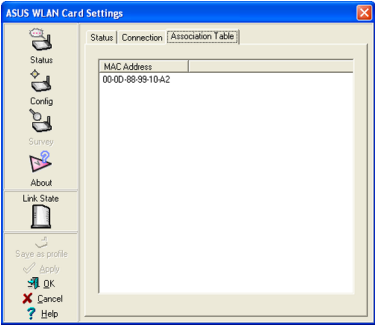 ASUS WLAN Card Settings
Status
Config
Survey
About
Link State
Save as profile
Apply
OK
Cancel
Help
Status
Connection
Association Table
MAC Address
00-0D-88-99-10-A2